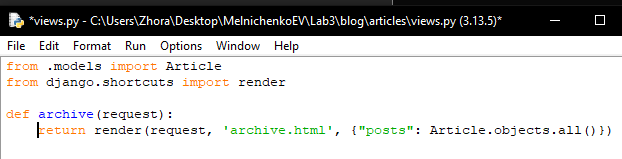 *views.py - C:\Users\Zhora\Desktop\MelnichenkoEV\Lab3\blog\articles\views.py (3.13.5)*
File Edit Format Run Options Window Help
from .models import Article
from django.shortcuts import render

def archive(request):
    return render(request, 'archive.html', {"posts": Article.objects.all()})